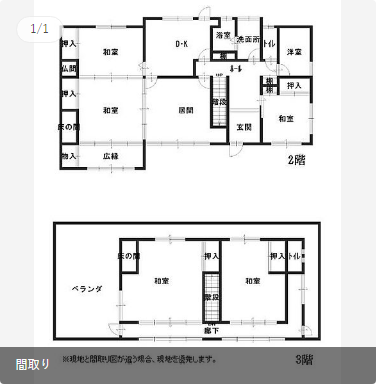 1/1
浴室
洗面所
トイレ
押入
和室
D·K
洋室
仏間
棚
ホール
棚
押入
棚
押入
和室
居間
階段
和室
床の間
玄関
物入
広縁
2階
床の間
押入
押入
トイレ
ベランダ
和室
和室
階段
廊下
間取り
※現地と間取り図が違う場合、現地を優先します。
3階